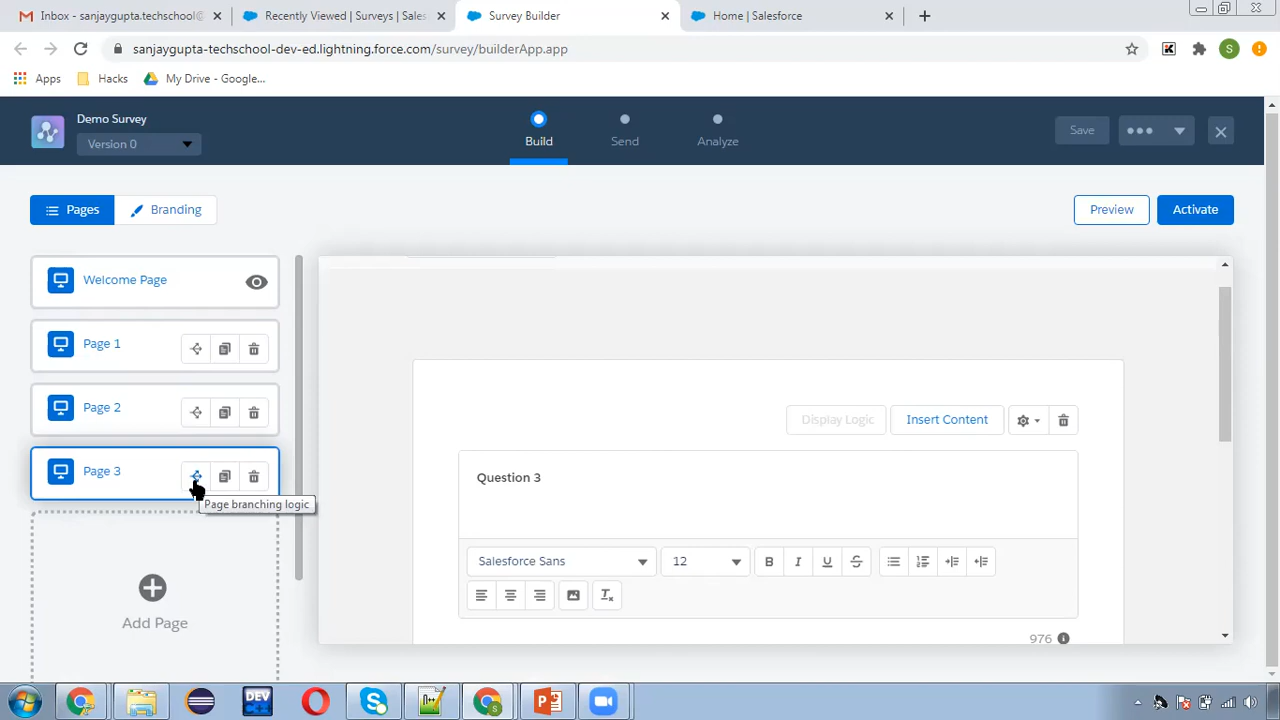 Inbox - sanjaygupta.techschool@
Recently Viewed | Surveys | Sales
Survey Builder
Home | Salesforce
sanjaygupta-techschool-dev-ed.lightning.force.com/survey/builderApp.app
S
Apps
Hacks
My Drive - Google...
Demo Survey
Version 0
Build
Send
Analyze
Save
Pages
Branding
Preview
Activate
Welcome Page
Page 1
Page 2
Page 3
Page branching logic
Add Page
Display Logic
Insert Content
Question 3
Salesforce Sans
12
B
I
U
S
976
DEV
C++